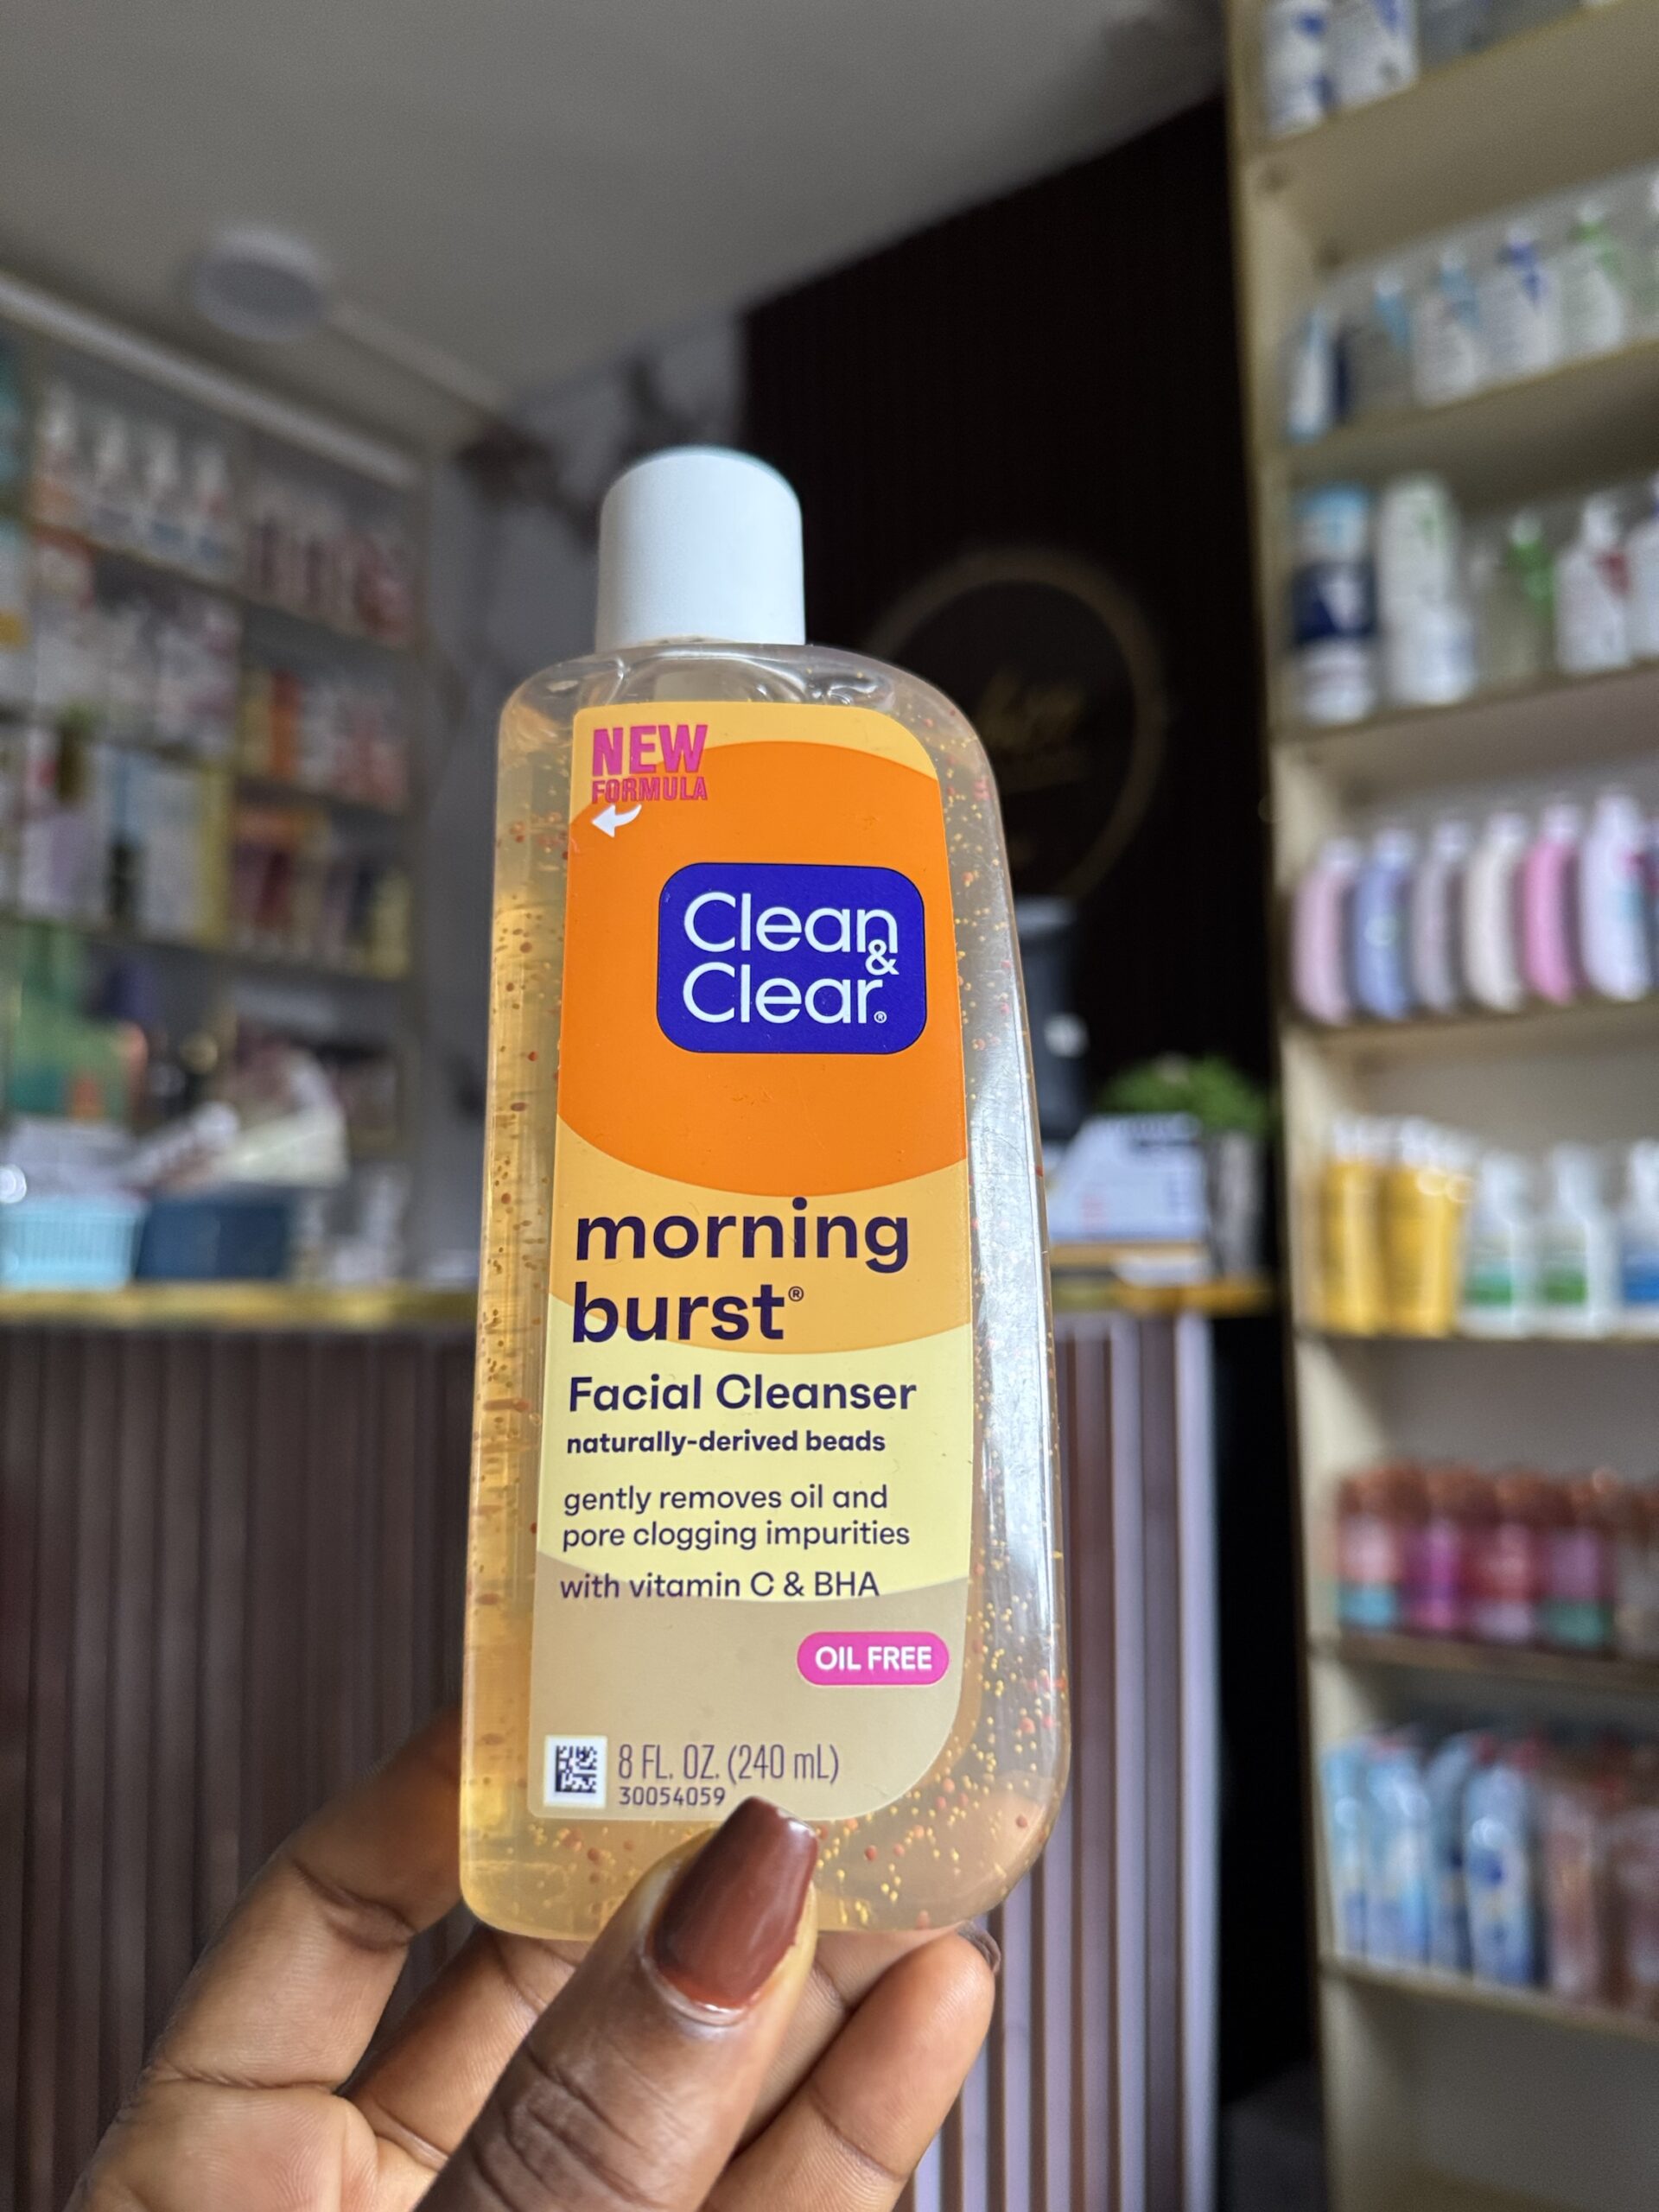 NEW
FORMULA
Clean
&
Clear®
morning
burst®
Facial Cleanser
naturally-derived beads
gently removes oil and
pore clogging impurities
with vitamin C & BHA
OIL FREE
8 FL. OZ. (240 mL)
30054059